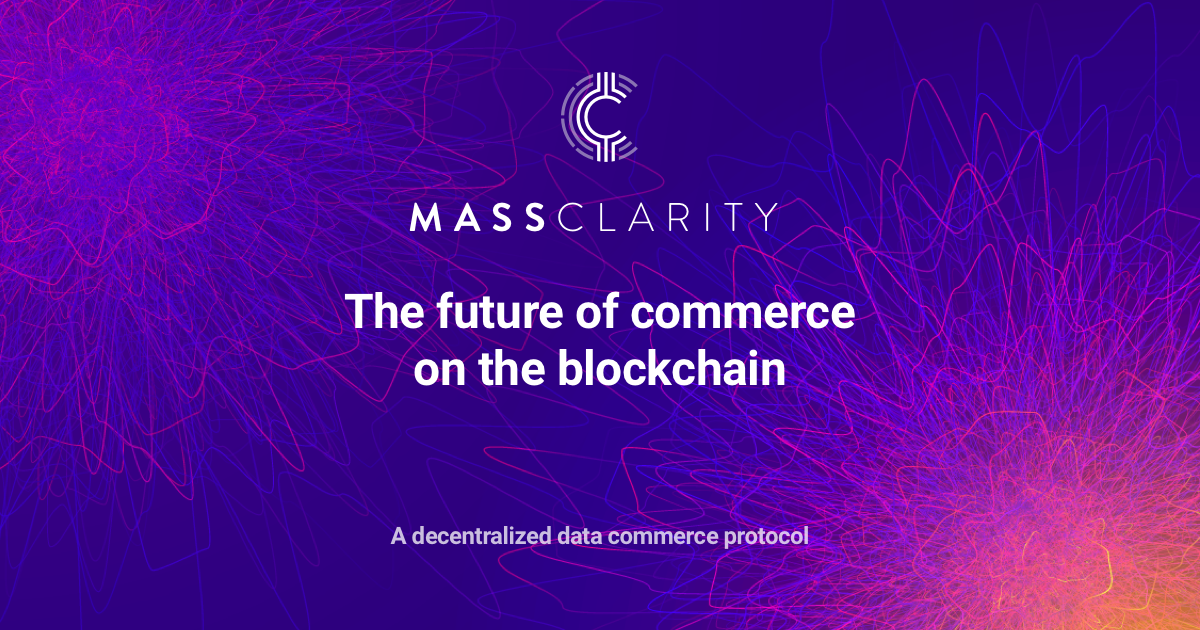 MASSCLARITY
The future of commerce
on the blockchain
A decentralized data commerce protocol